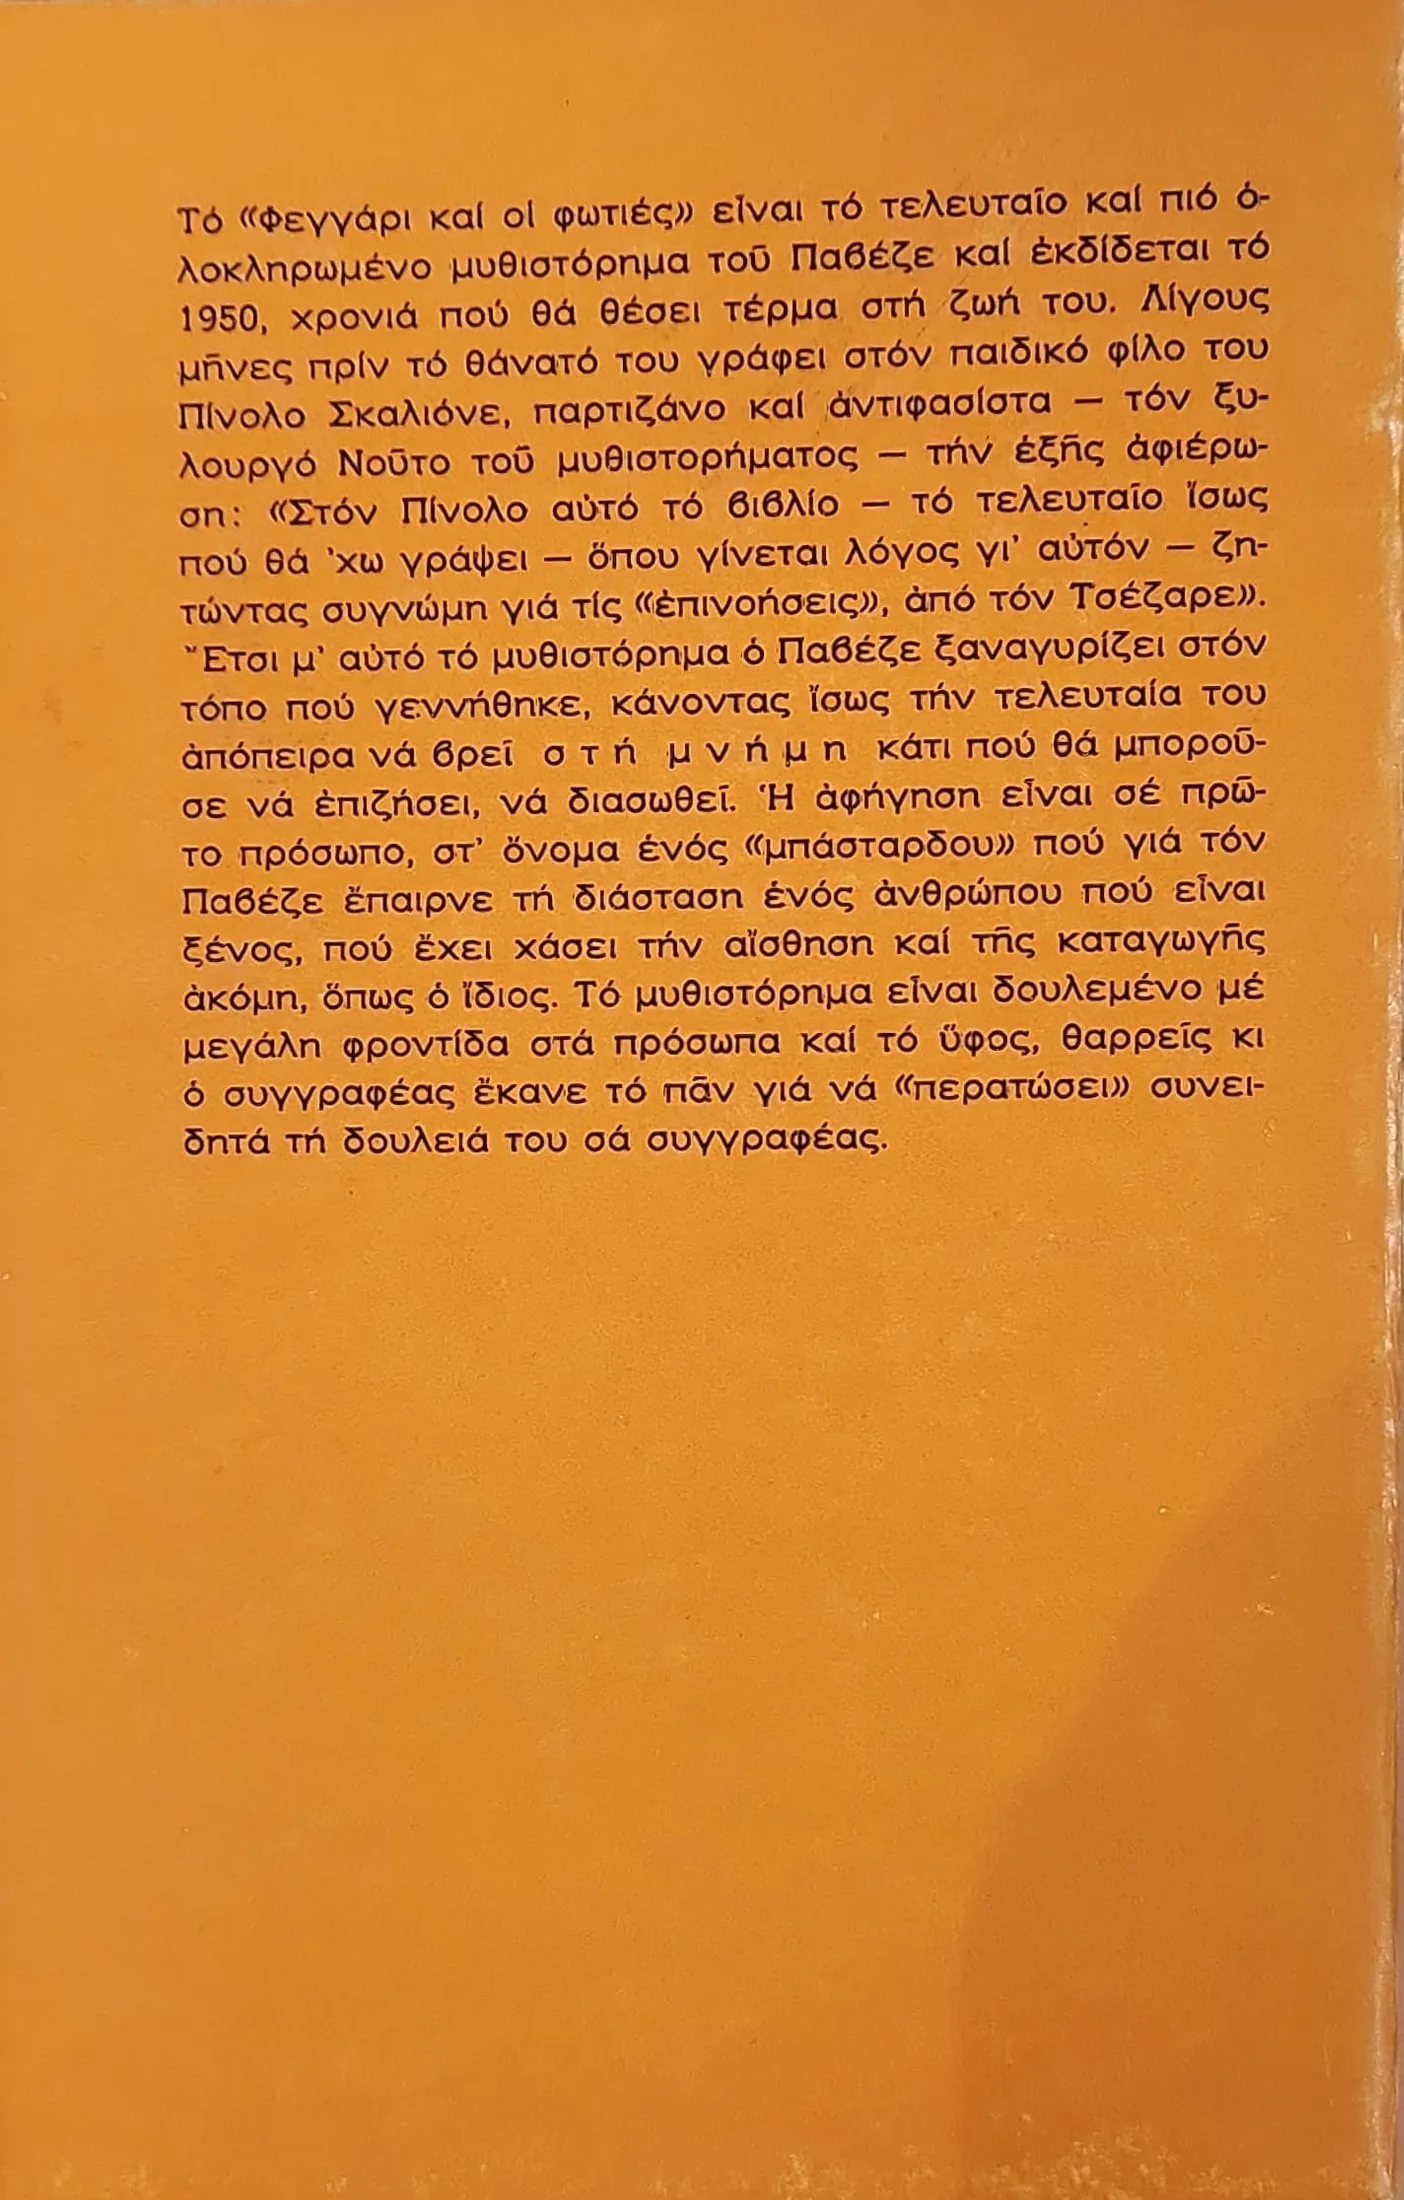 Τό «Φεγγάρι καί οἱ φωτιές» εἶναι τό τελευταῖο καί πιό ὁ-
λοκληρωμένο μυθιστόρημα τοῦ Παβέζε καί ἐκδίδεται τό
1950, χρονιά πού θά θέσει τέρμα στή ζωή του. Λίγους
μῆνες πρίν τό θάνατό του γράφει στόν παιδικό φίλο του
Πίνολο Σκαλιόνε, παρτιζάνο καί ἀντιφασίστα — τόν ξυ-
λουργό Νοῦτο τοῦ μυθιστορήματος — τήν ἑξῆς ἀφιέρω-
ση: «Στόν Πίνολο αὐτό τό βιβλίο — τό τελευταῖο ἴσως
πού θά 'χω γράψει — ὅπου γίνεται λόγος γι' αὐτόν — ζη-
τώντας συγνώμη γιά τίς «ἐπινοήσεις», ἀπό τόν Τσέζαρε».
Ἔτσι μ' αὐτό τό μυθιστόρημα ὁ Παβέζε ξαναγυρίζει στόν
τόπο πού γεννήθηκε, κάνοντας ἴσως τήν τελευταία του
ἀπόπειρα νά βρεῖ σ τ ή μ ν ή μ η κάτι πού θά μποροῦ-
σε νά ἐπιζήσει, νά διασωθεῖ. Ἡ ἀφήγηση εἶναι σέ πρῶ-
το πρόσωπο, στ' ὄνομα ἑνός «μπάσταρδου» πού γιά τόν
Παβέζε ἔπαιρνε τή διάσταση ἑνός ἀνθρώπου πού εἶναι
ξένος, πού ἔχει χάσει τήν αἴσθηση καί τῆς καταγωγῆς
ἀκόμη, ὅπως ὁ ἴδιος. Τό μυθιστόρημα εἶναι δουλεμένο μέ
μεγάλη φροντίδα στά πρόσωπα καί τό ὕφος, θαρρεῖς κι
ὁ συγγραφέας ἔκανε τό πᾶν γιά νά «περατώσει» συνει-
δητά τή δουλειά του σά συγγραφέας.